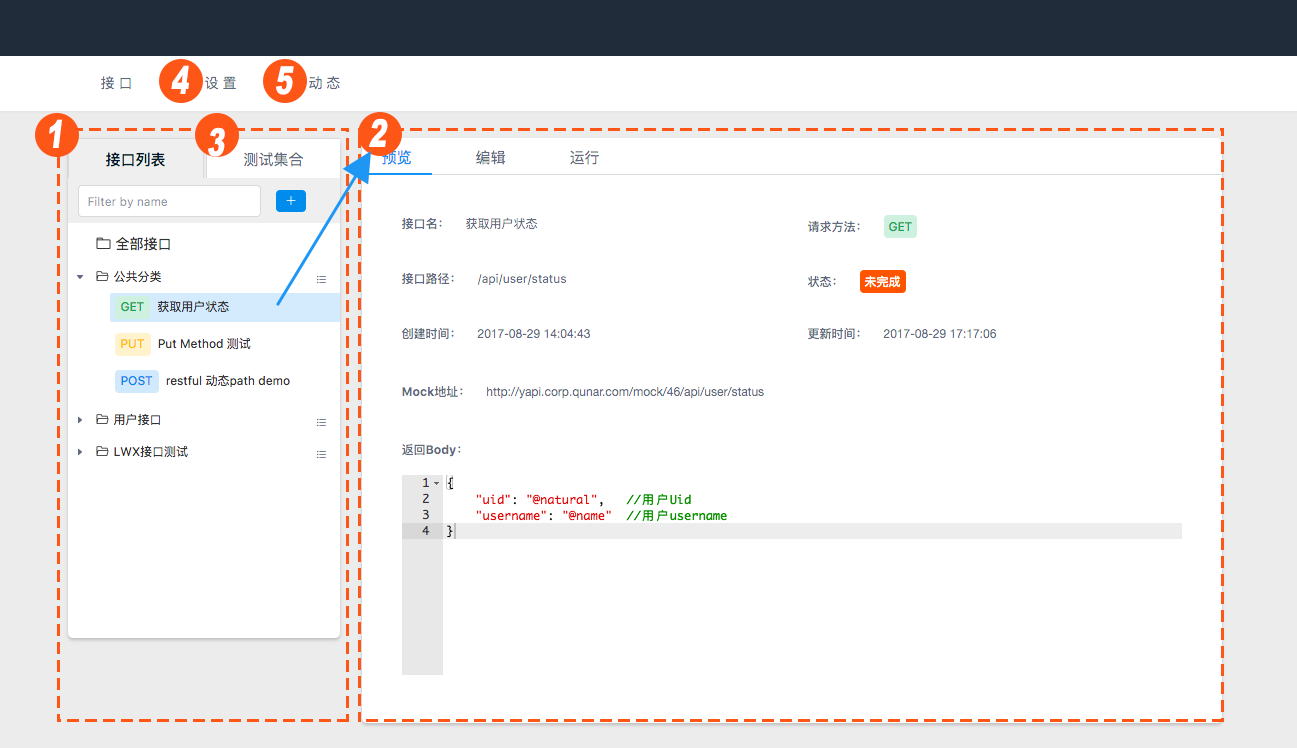 接口
4 设置
5 动态
1
3
2
接口列表
测试集合
Filter by name
+
全部接口
公共分类
GET 获取用户状态
PUT Put Method 测试
POST restful 动态path demo
用户接口
LWX接口测试
预览 编辑 运行
接口名： 获取用户状态
请求方法： GET
接口路径： /api/user/status
状态： 未完成
创建时间： 2017-08-29 14:04:43
更新时间： 2017-08-29 17:17:06
Mock地址： http://yapi.corp.qunar.com/mock/46/api/user/status
返回Body：
1 {
2 "uid": "@natural", //用户Uid
3 "username": "@name" //用户username
4 }